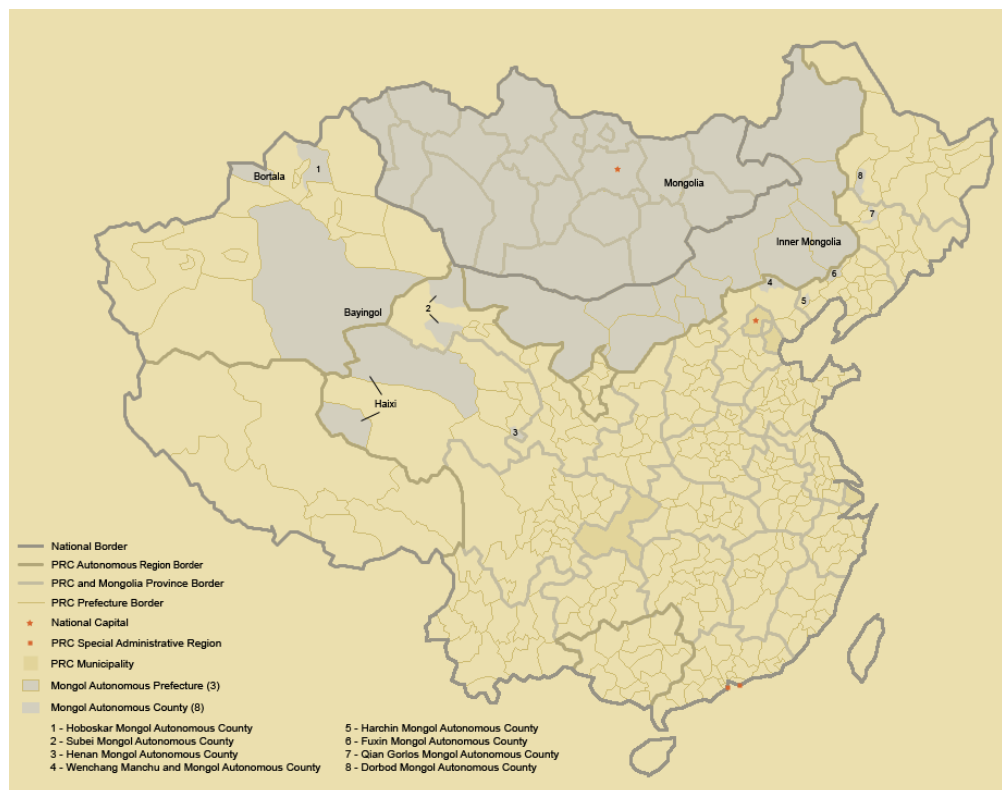 Bortala
1
8
Mongolia
7
Inner Mongolia
6
4
5
2
Bayingol
Haixi
3
National Border
PRC Autonomous Region Border
PRC and Mongolia Province Border
PRC Prefecture Border
National Capital
PRC Special Administrative Region
PRC Municipality
Mongol Autonomous Prefecture (3)
Mongol Autonomous County (8)
1 - Hoboskar Mongol Autonomous County
2 - Subei Mongol Autonomous County
3 - Henan Mongol Autonomous County
4 - Wenchang Manchu and Mongol Autonomous County
5 - Harchin Mongol Autonomous County
6 - Fuxin Mongol Autonomous County
7 - Qian Gorlos Mongol Autonomous County
8 - Dorbod Mongol Autonomous County